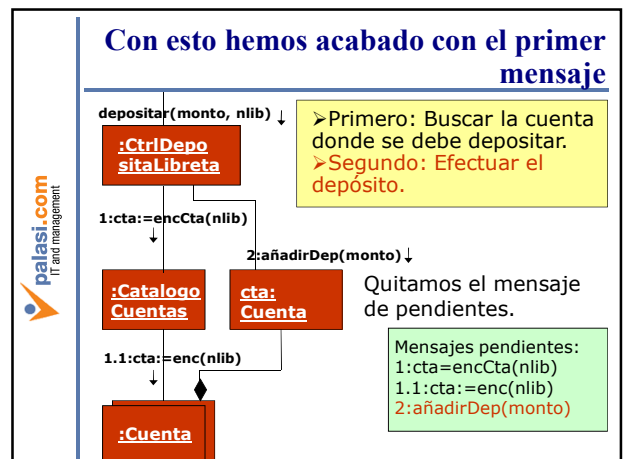 Con esto hemos acabado con el primer
mensaje
depositar(monto, nlib)
:CtrlDepo
sitaLibreta
➢Primero: Buscar la cuenta
donde se debe depositar.
➢Segundo: Efectuar el
depósito.
palasi.com
IT and management
1:cta:=encCta(nlib)
2:añadirDep(monto)
:Catalogo
Cuentas
cta:
Cuenta
Quitamos el mensaje
de pendientes.
1.1:cta:=enc(nlib)
Mensajes pendientes:
1:cta=encCta(nlib)
1.1:cta:=enc(nlib)
2:añadirDep(monto)
:Cuenta